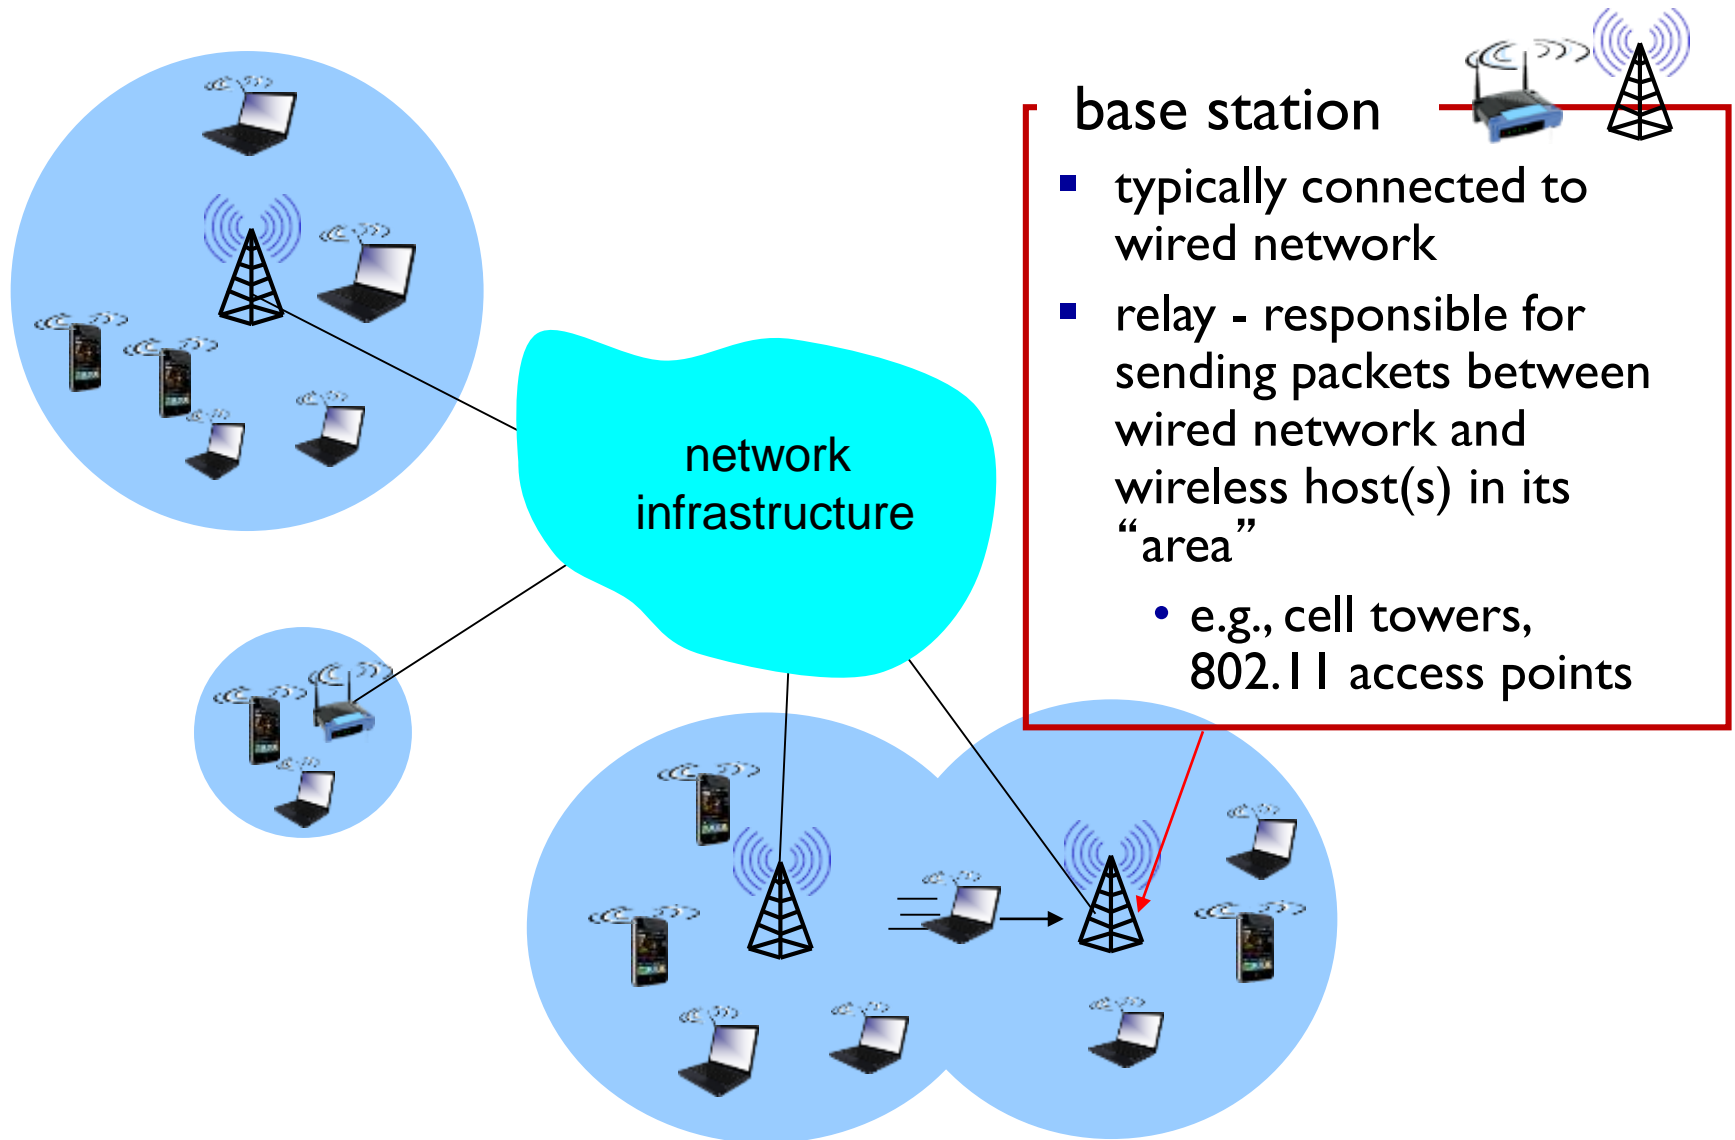 base station
▪ typically connected to
wired network
▪ relay - responsible for
sending packets between
wired network and
wireless host(s) in its
“area”
• e.g., cell towers,
802.11 access points
network
infrastructure